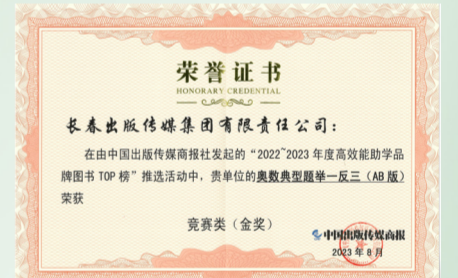 荣誉证书
HONORARY CREDENTIAL
长春出版传媒集团有限责任公司：
在由中国出版传媒商报社发起的“2022~2023年度高效能助学品
牌图书TOP榜”推选活动中，贵单位的奥数典型题举一反三（AB版）
荣获
竞赛类（金奖）
中国出版传媒商报
2023年8月